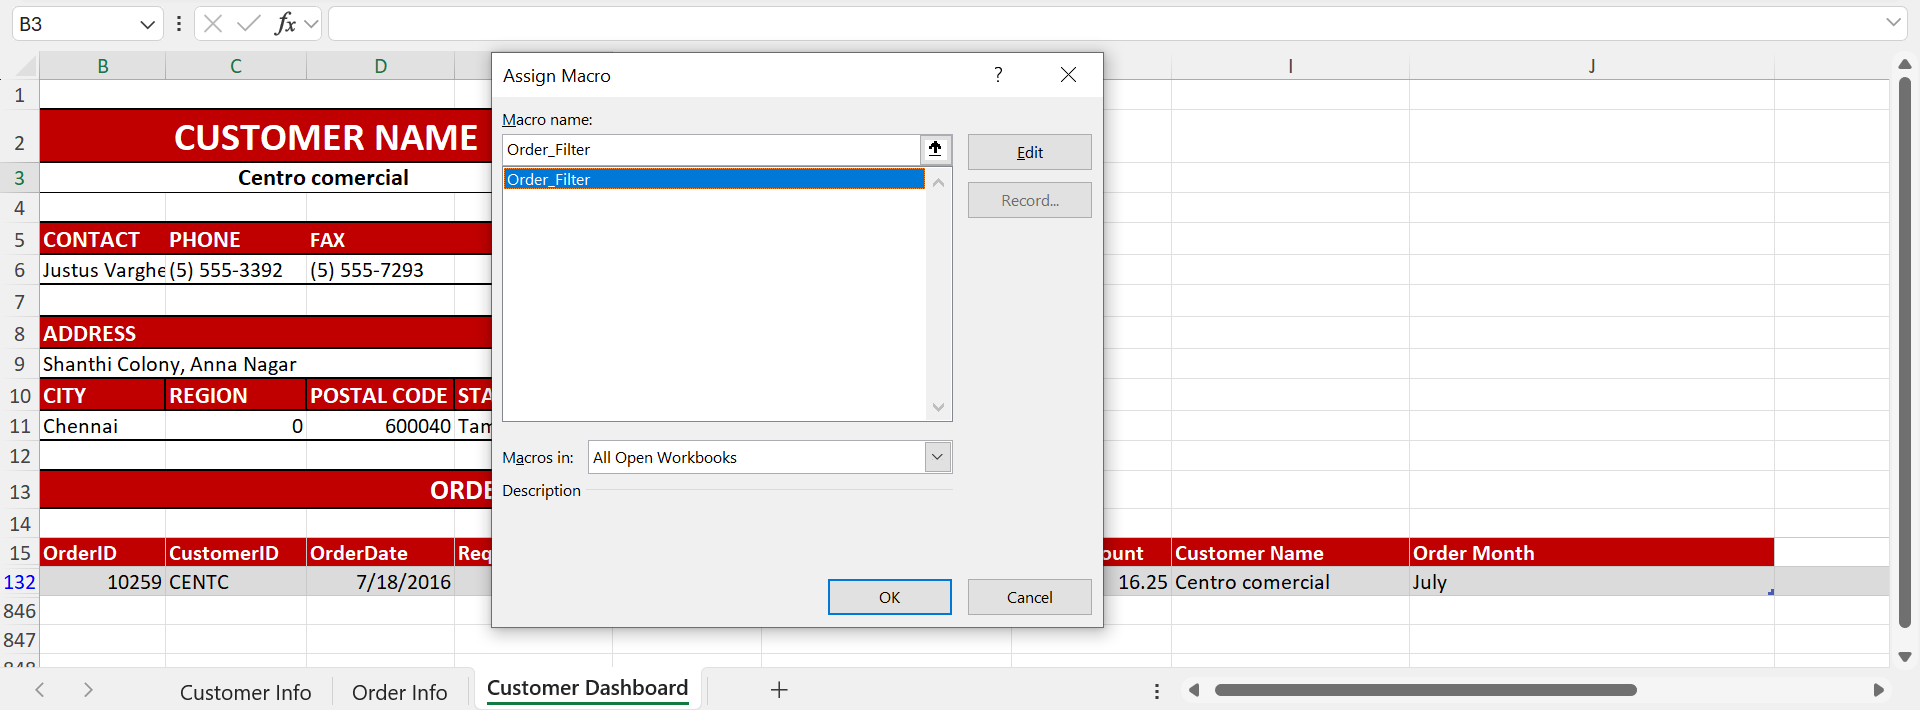 B3
fx
B C D I J
Assign Macro ?
Macro name:
Order_Filter
Edit
Order_Filter
Record...
Macros in: All Open Workbooks
Description
OK Cancel
1
2 CUSTOMER NAME
3 Centro comercial
4
5 CONTACT PHONE FAX
6 Justus Varghe (5) 555-3392 (5) 555-7293
7
8 ADDRESS
9 Shanthi Colony, Anna Nagar
10 CITY REGION POSTAL CODE STA
11 Chennai 0 600040 Tam
12
13 ORDE
14
15 OrderID CustomerID OrderDate Req ount Customer Name Order Month
132 10259 CENTC 7/18/2016 16.25 Centro comercial July
846
847
848
Customer Info Order Info Customer Dashboard